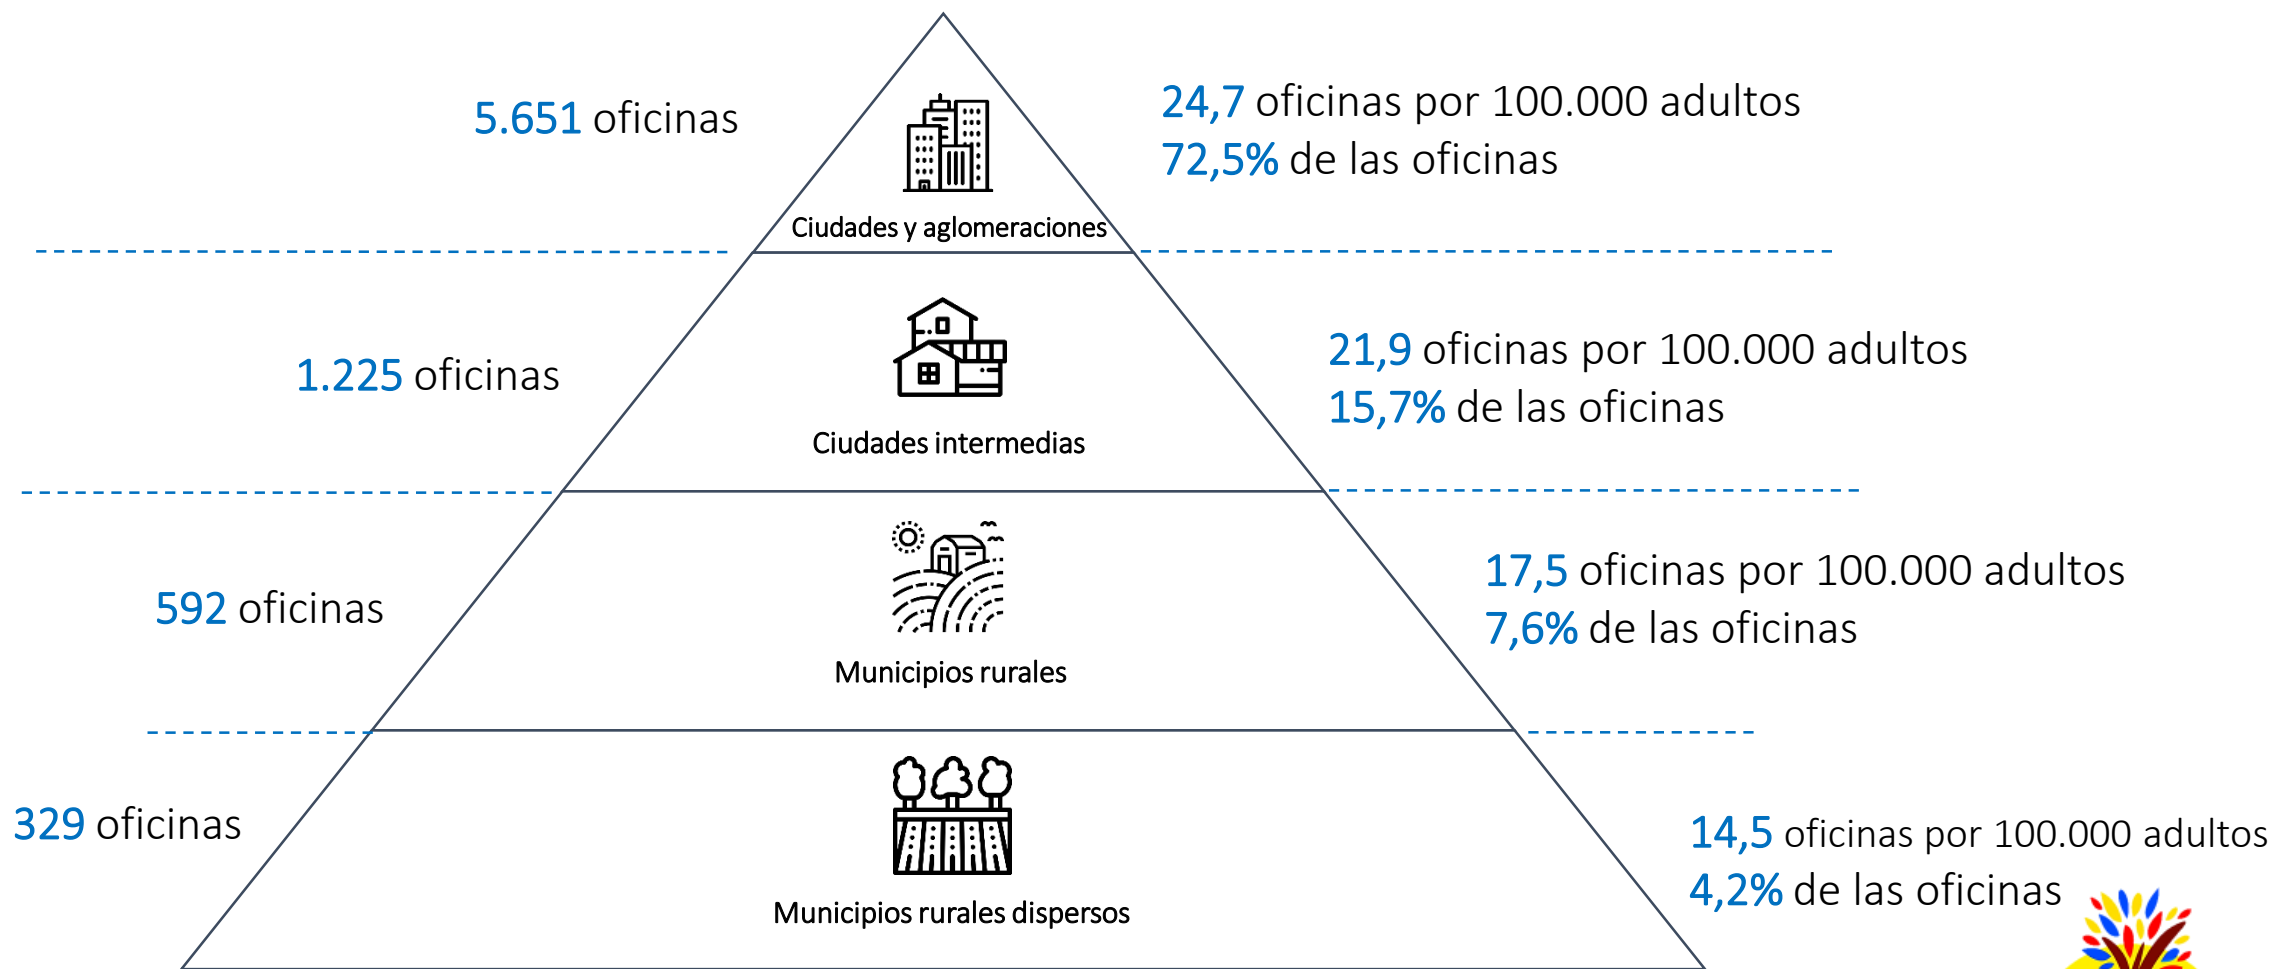 5.651 oficinas
24,7 oficinas por 100.000 adultos
72,5% de las oficinas
Ciudades y aglomeraciones
1.225 oficinas
21,9 oficinas por 100.000 adultos
15,7% de las oficinas
Ciudades intermedias
592 oficinas
17,5 oficinas por 100.000 adultos
7,6% de las oficinas
Municipios rurales
329 oficinas
14,5 oficinas por 100.000 adultos
4,2% de las oficinas
Municipios rurales dispersos